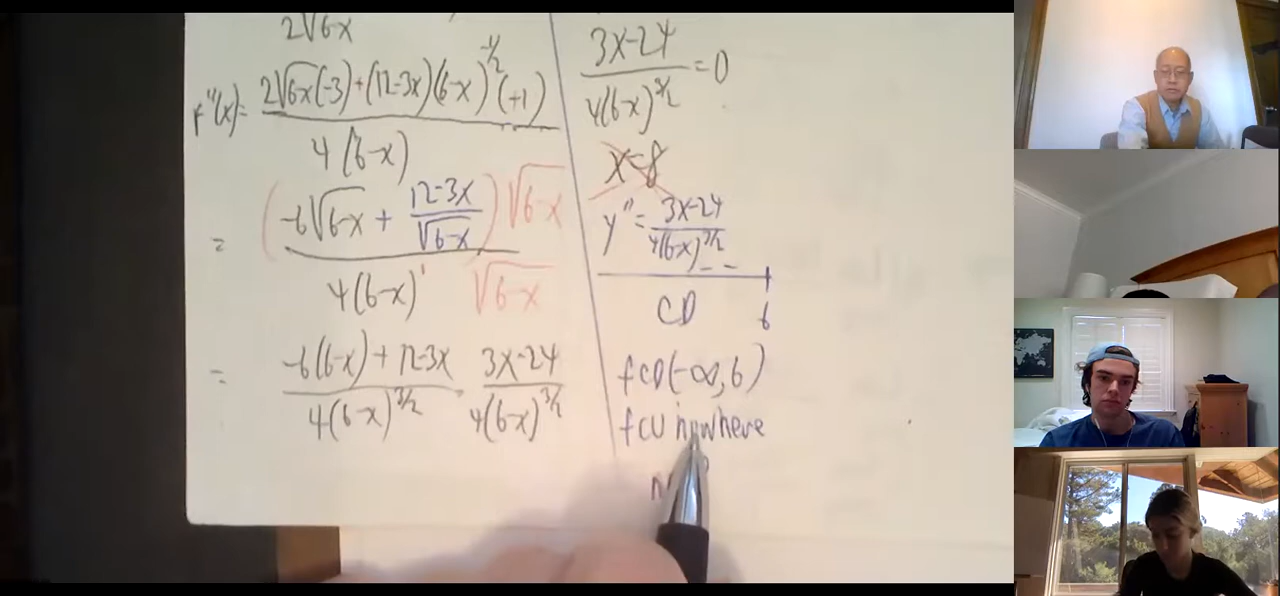 2√6-x
f"(x)= 2√6-x(-3)+(12-3x)(6-x)^-1/2(+1)
4(6-x)
= (-6√6-x + 12-3x/√6-x)√6-x
4(6-x)^1 √6-x
= -6(6-x)+12-3x / 4(6-x)^3/2 = 3x-24 / 4(6-x)^3/2
3x-24 / 4(6-x)^3/2 = 0
x=8
y"= 3x-24 / 4(6-x)^3/2
- -
CD 6
f CD(-∞,6)
f CU nowhere